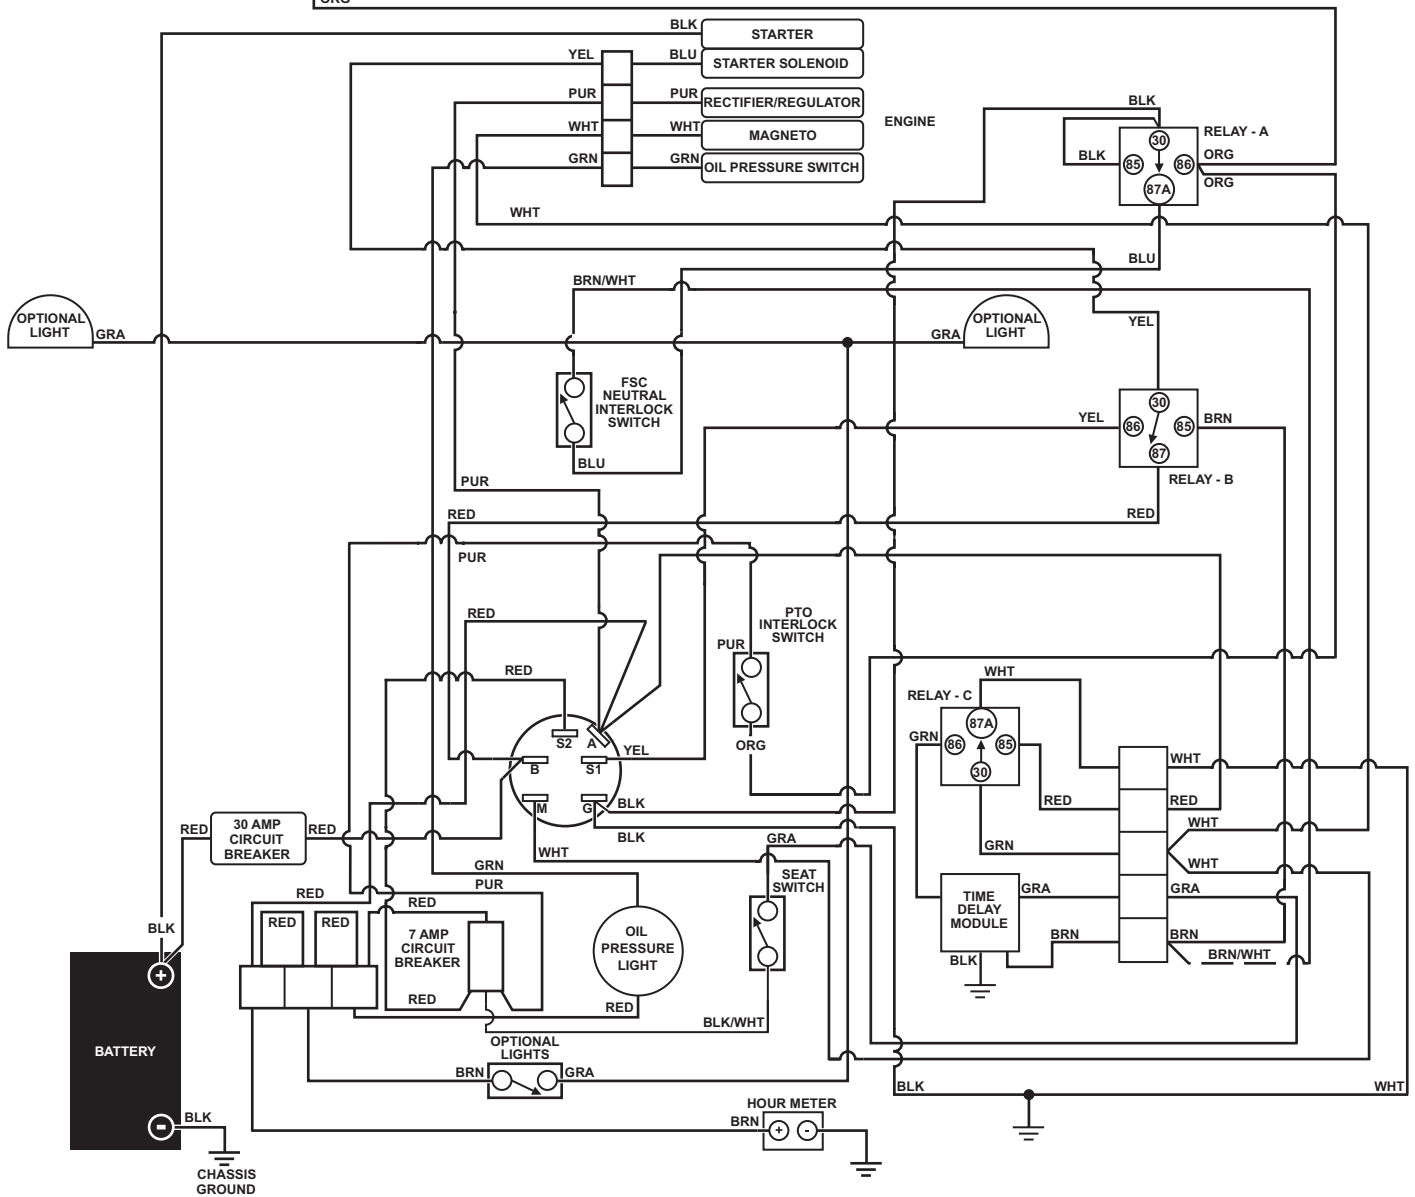 ORG
BLK
STARTER
YEL
BLU
STARTER SOLENOID
PUR
PUR
RECTIFIER/REGULATOR
WHT
WHT
MAGNETO
ENGINE
GRN
GRN
OIL PRESSURE SWITCH
BLK
RELAY - A
30
BLK
85
86
ORG
87A
ORG
WHT
BLU
BRN/WHT
OPTIONAL
LIGHT
GRA
GRA
OPTIONAL
LIGHT
YEL
FSC
NEUTRAL
INTERLOCK
SWITCH
BLU
YEL
30
86
85
BRN
87
RELAY - B
PUR
RED
RED
PUR
RED
PTO
INTERLOCK
SWITCH
PUR
RED
ORG
S2
A
B
S1
YEL
M
G
BLK
BLK
WHT
WHT
RELAY - C
87A
GRN
86
85
30
RED
WHT
RED
WHT
GRN
WHT
RED
30 AMP
CIRCUIT
BREAKER
RED
GRA
GRN
PUR
SEAT
SWITCH
TIME
DELAY
MODULE
GRA
GRA
BRN
BRN
BRN/WHT
BLK
RED
RED
RED
RED
7 AMP
CIRCUIT
BREAKER
OIL
PRESSURE
LIGHT
BLK
+
RED
RED
BLK/WHT
BATTERY
OPTIONAL
LIGHTS
BRN
GRA
BLK
WHT
HOUR METER
BRN
+
-
-
BLK
CHASSIS
GROUND